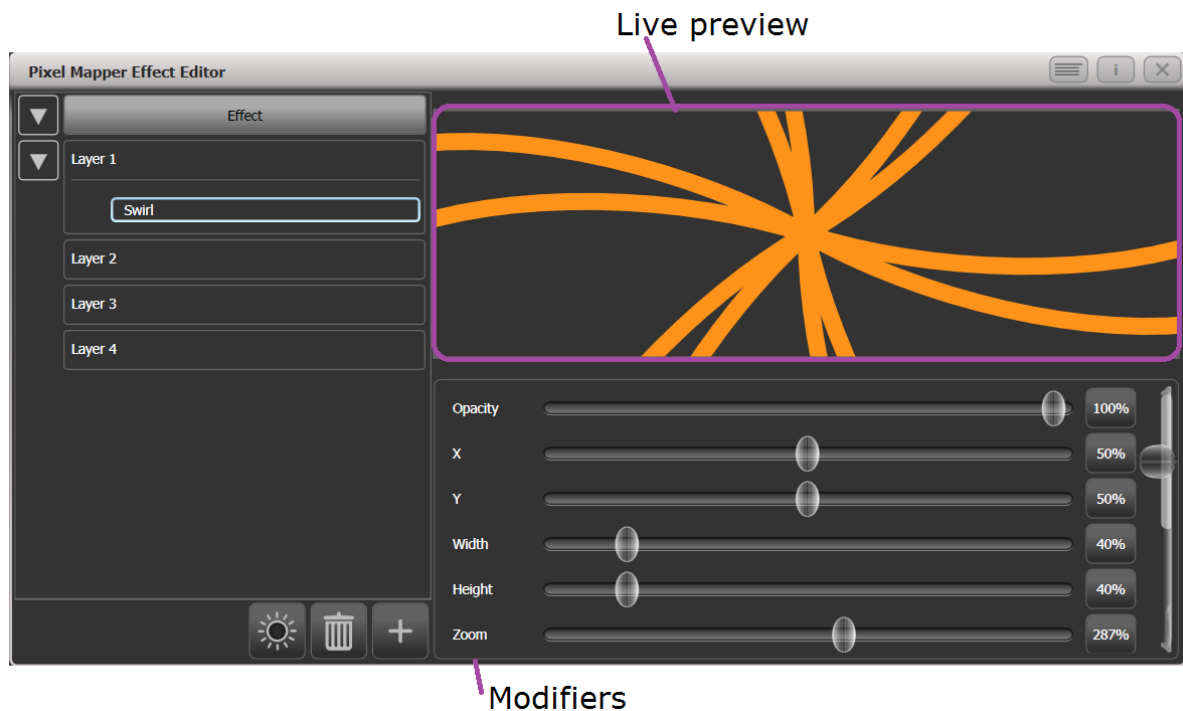 Live preview
Pixel Mapper Effect Editor
i
Effect
Layer 1
Swirl
Layer 2
Layer 3
Layer 4
Opacity 100%
X 50%
Y 50%
Width 40%
Height 40%
Zoom 287%
Modifiers